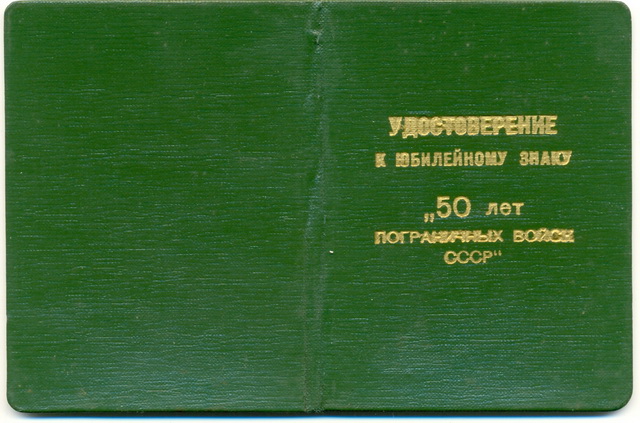 УДОСТОВЕРЕНИЕ
К ЮБИЛЕЙНОМУ ЗНАКУ
„50 лет
ПОГРАНИЧНЫХ ВОЙСК
СССР“